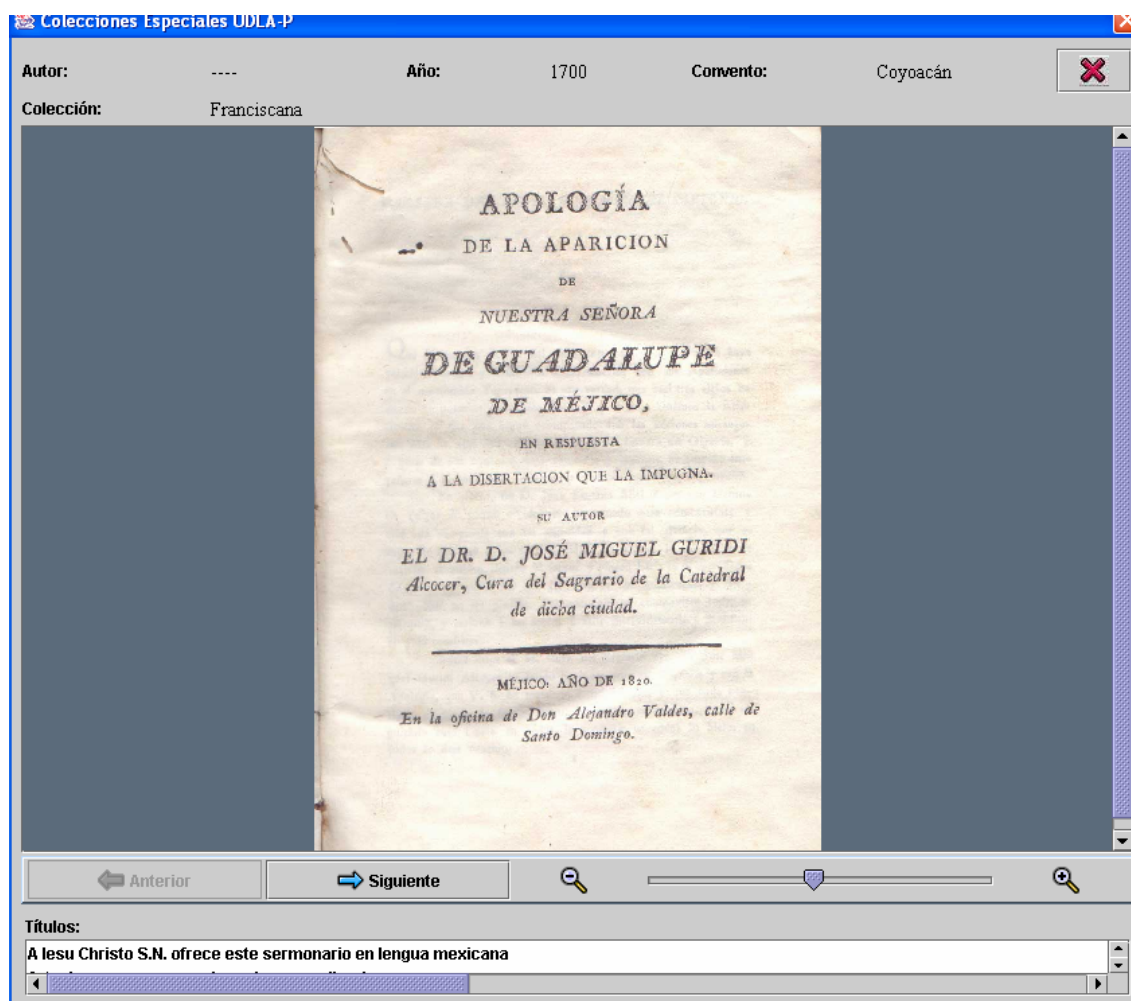 Colecciones Especiales UDLA-P
Autor: ---- Año: 1700 Convento: Coyoacán
Colección: Franciscana
APOLOGÍA
DE LA APARICION
DE
NUESTRA SEÑORA
DE GUADALUPE
DE MÉJICO,
EN RESPUESTA
A LA DISERTACION QUE LA IMPUGNA.
SU AUTOR
EL DR. D. JOSÉ MIGUEL GURIDI
Alcocer, Cura del Sagrario de la Catedral
de dicha ciudad.
MÉJICO: AÑO DE 1820.
En la oficina de Don Alejandro Valdes, calle de
Santo Domingo.
Anterior Siguiente
Títulos:
A Iesu Christo S.N. ofrece este sermonario en lengua mexicana